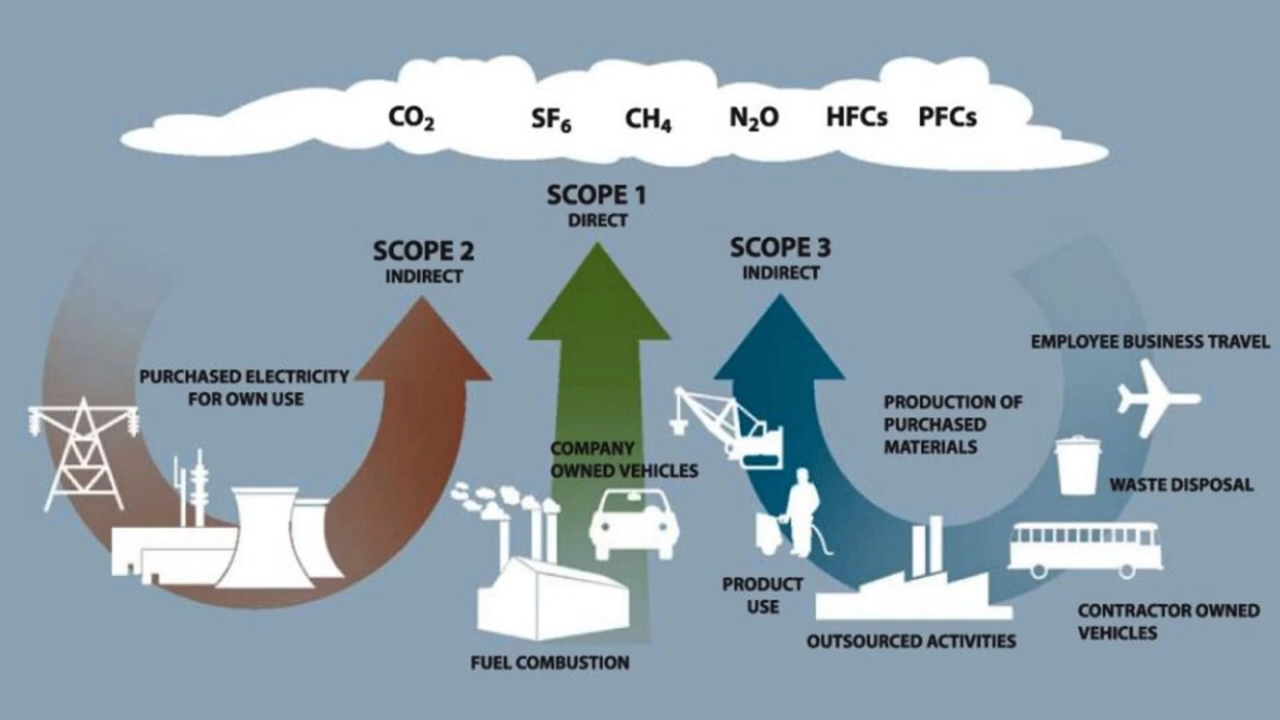 CO₂ SF₆ CH₄ N₂O HFCs PFCs
SCOPE 1
DIRECT
SCOPE 2
INDIRECT
SCOPE 3
INDIRECT
PURCHASED ELECTRICITY
FOR OWN USE
COMPANY
OWNED VEHICLES
FUEL COMBUSTION
PRODUCT
USE
OUTSOURCED ACTIVITIES
PRODUCTION OF
PURCHASED
MATERIALS
EMPLOYEE BUSINESS TRAVEL
WASTE DISPOSAL
CONTRACTOR OWNED
VEHICLES